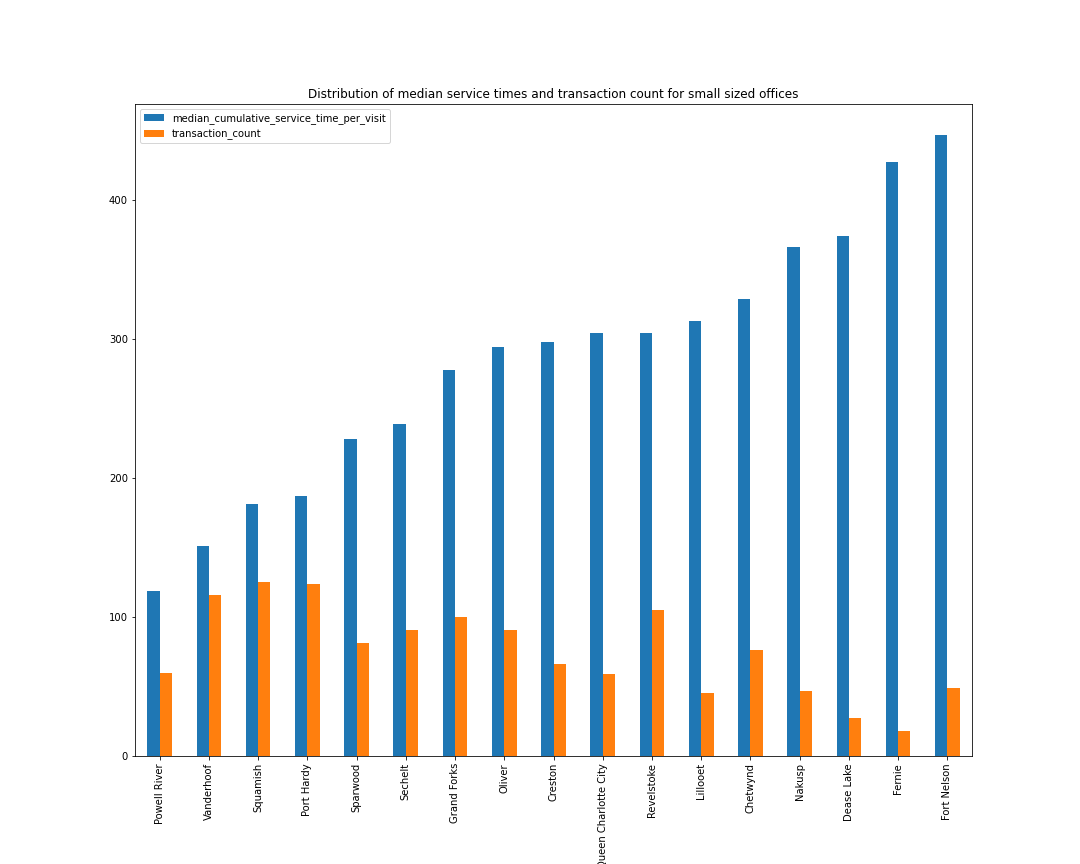 Distribution of median service times and transaction count for small sized offices
median_cumulative_service_time_per_visit
transaction_count
400
300
200
100
0
Powell River
Vanderhoof
Squamish
Port Hardy
Sparwood
Sechelt
Grand Forks
Oliver
Creston
Queen Charlotte City
Revelstoke
Lillooet
Chetwynd
Nakusp
Dease Lake
Fernie
Fort Nelson